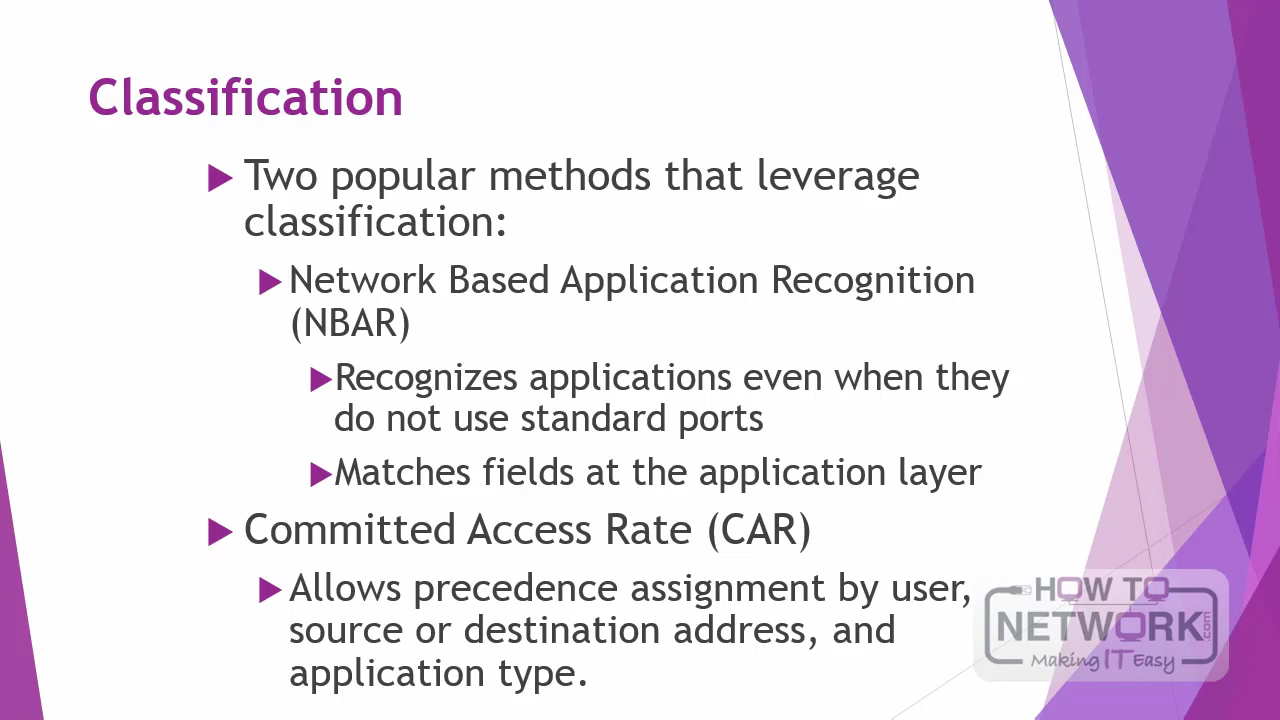 Classification
Two popular methods that leverage
classification:
Network Based Application Recognition
(NBAR)
Recognizes applications even when they
do not use standard ports
Matches fields at the application layer
Committed Access Rate (CAR)
Allows precedence assignment by user,
source or destination address, and
application type.
HOW TO
NETWORK.com
Making IT Easy